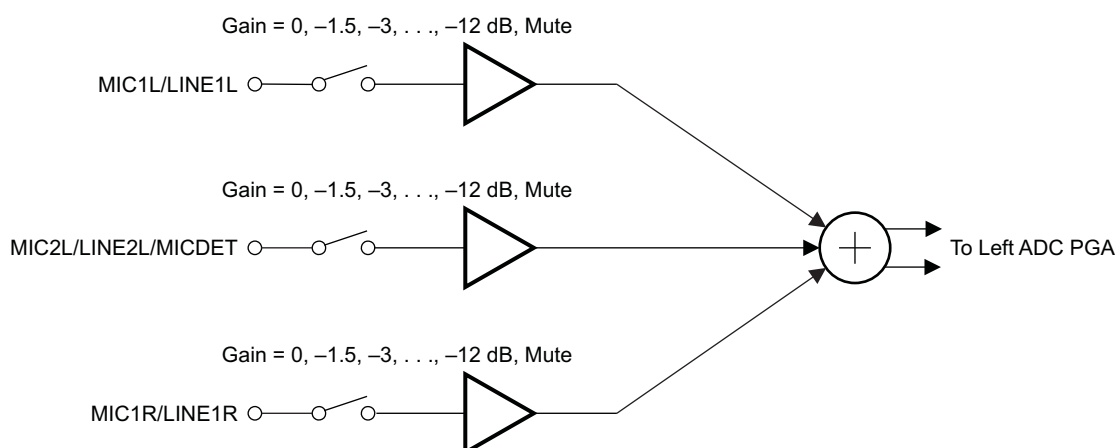 Gain = 0, –1.5, –3, . . ., –12 dB, Mute
MIC1L/LINE1L
Gain = 0, –1.5, –3, . . ., –12 dB, Mute
MIC2L/LINE2L/MICDET
To Left ADC PGA
Gain = 0, –1.5, –3, . . ., –12 dB, Mute
MIC1R/LINE1R